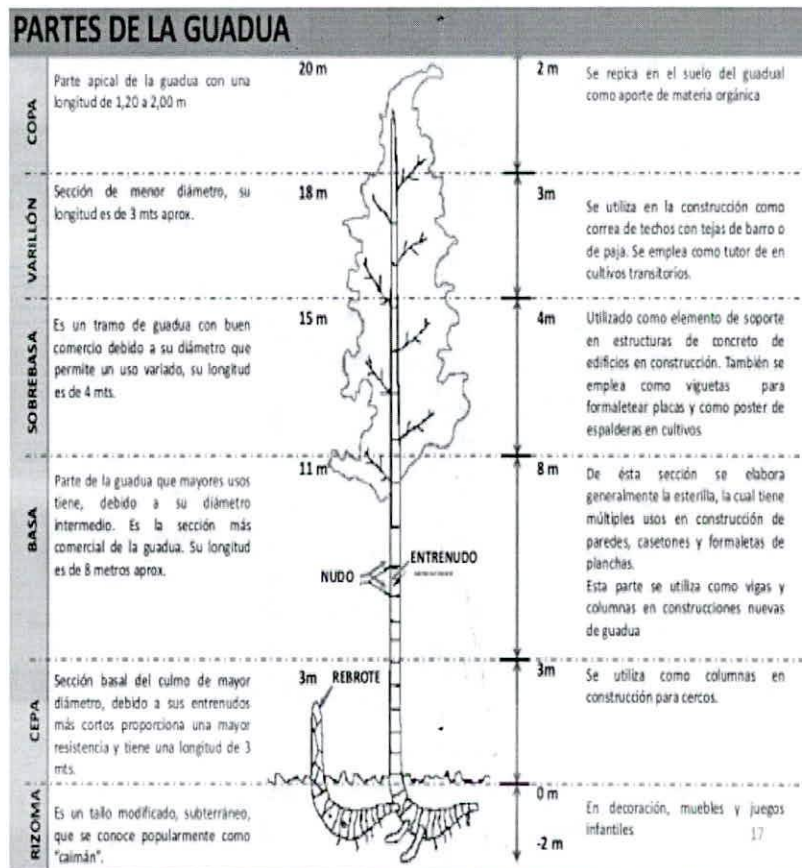 PARTES DE LA GUADUA
COPA
Parte apical de la guadua con una
longitud de 1,20 a 2,00 m
20 m
2 m
Se repica en el suelo del guadual
como aporte de materia orgánica
VARILLÓN
Sección de menor diámetro, su
longitud es de 3 mts aprox.
18 m
3m
Se utiliza en la construcción como
correa de techos con tejas de barro o
de paja. Se emplea como tutor de en
cultivos transitorios.
SOBREBASA
Es un tramo de guadua con buen
comercio debido a su diámetro que
permite un uso variado, su longitud
es de 4 mts.
15 m
4m
Utilizado como elemento de soporte
en estructuras de concreto de
edificios en construcción. También se
emplea como viguetas para
formaletear placas y como poster de
espalderas en cultivos
BASA
Parte de la guadua que mayores usos
tiene, debido a su diámetro
intermedio. Es la sección más
comercial de la guadua. Su longitud
es de 8 metros aprox.
11 m
NUDO
ENTRENUDO
8 m
De ésta sección se elabora
generalmente la esterilla, la cual tiene
múltiples usos en construcción de
paredes, casetones y formaletas de
planchas.
Esta parte se utiliza como vigas y
columnas en construcciones nuevas
de guadua
CEPA
Sección basal del culmo de mayor
diámetro, debido a sus entrenudos
más cortos proporciona una mayor
resistencia y tiene una longitud de 3
mts.
3m
REBROTE
3m
Se utiliza como columnas en
construcción para cercos.
RIZOMA
Es un tallo modificado, subterráneo,
que se conoce popularmente como
"caimán".
0 m
-2 m
En decoración, muebles y juegos
infantiles
17